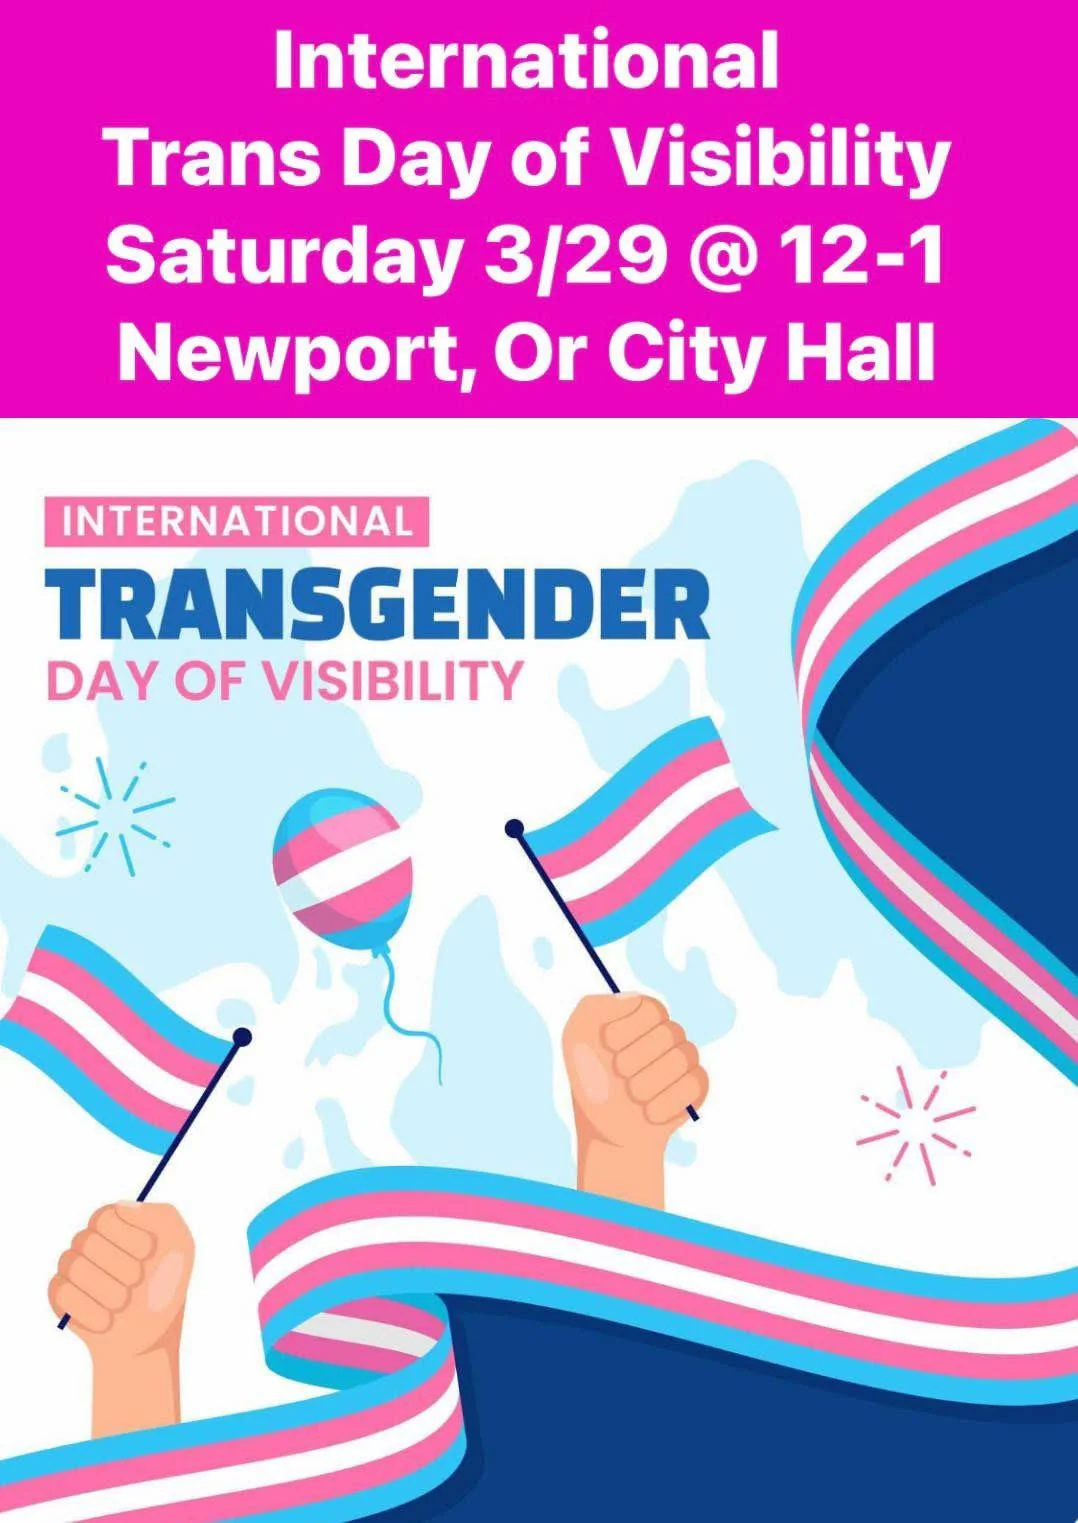 International
Trans Day of Visibility
Saturday 3/29 @ 12-1
Newport, Or City Hall
INTERNATIONAL
TRANSGENDER
DAY OF VISIBILITY